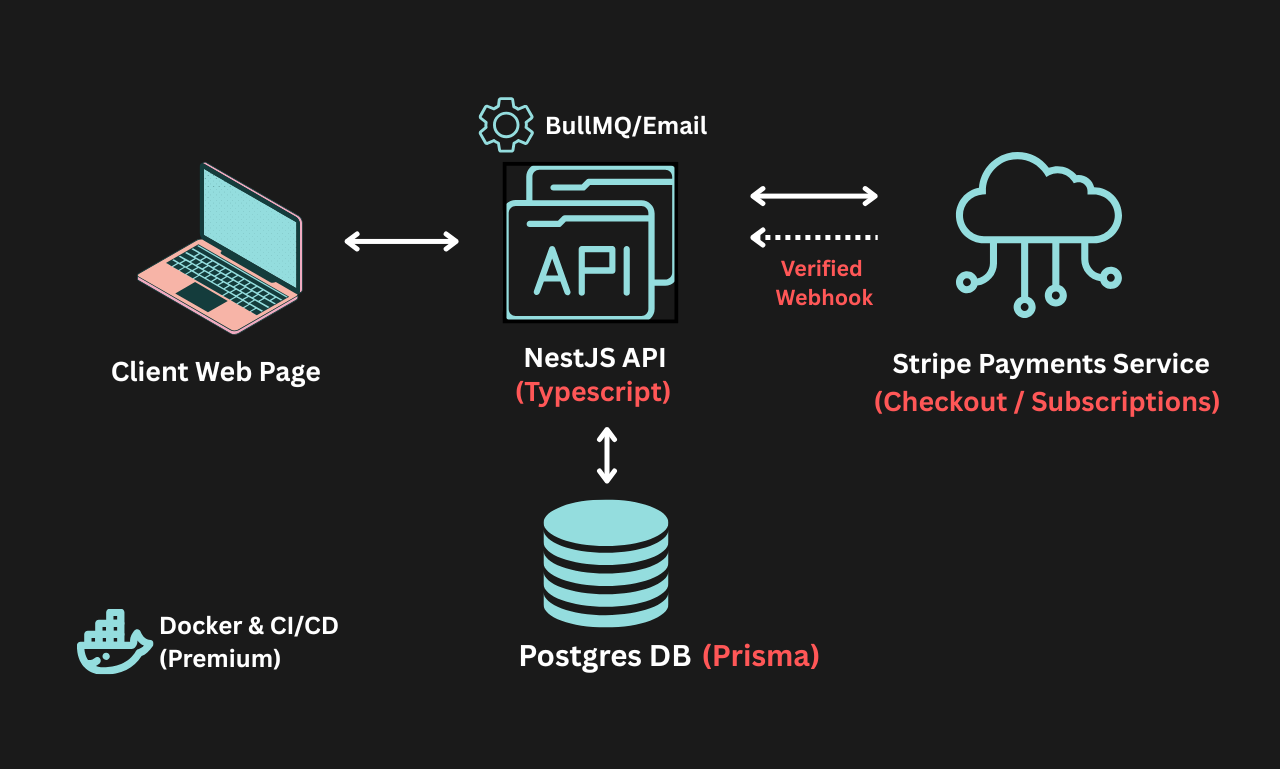 BullMQ/Email
API
Verified
Webhook
Client Web Page
NestJS API
(Typescript)
Stripe Payments Service
(Checkout / Subscriptions)
Docker & CI/CD
(Premium)
Postgres DB (Prisma)